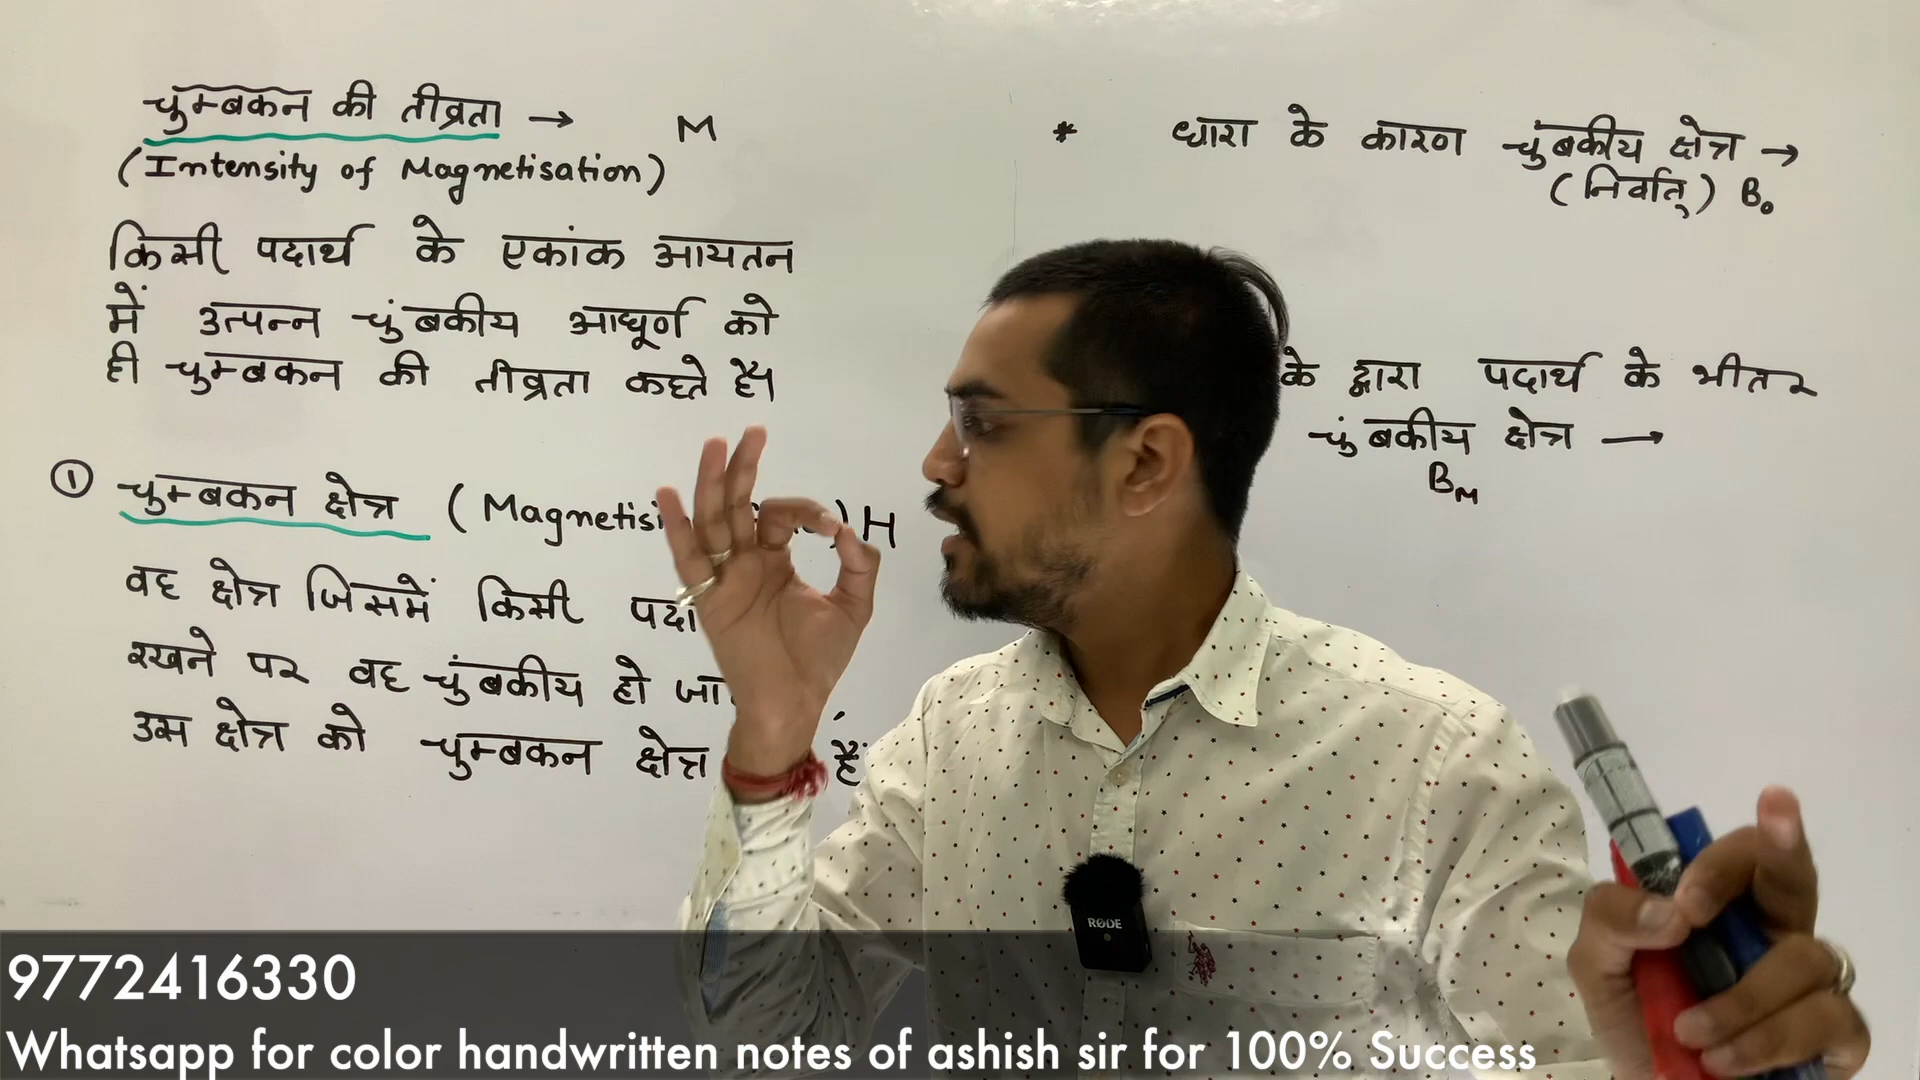 चुम्बकन की तीव्रता → M
(Intensity of Magnetisation)
किसी पदार्थ के एकांक आयतन
में उत्पन्न चुंबकीय आघूर्ण को
ही चुम्बकन की तीव्रता कहते है।
① चुम्बकन क्षेत्र (Magnetisi ) H
वह क्षेत्र जिसमें किसी पदा
रखने पर वह चुंबकीय हो जा
उस क्षेत्र को चुम्बकन क्षेत्र हैं
* धारा के कारण चुंबकीय क्षेत्र →
(निर्वात्) B₀
के द्वारा पदार्थ के भीतर
चुंबकीय क्षेत्र →
B_M
RØDE
9772416330
Whatsapp for color handwritten notes of ashish sir for 100% Success